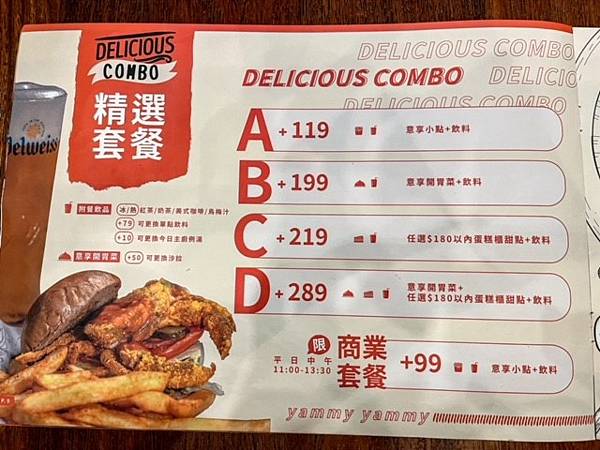 DELICIOUS
COMBO
精選
套餐
DELICIOUS COMBO
DELICIOUS COMBO
DELICIO
DELICIOUS COMBO
A +119 意享小點+飲料
B +199 意享開胃菜+飲料
C +219 任選$180以內蛋糕櫃甜點+飲料
D +289 意享開胃菜+
任選$180以內蛋糕櫃甜點+飲料
限
平日中午
11:00-13:30
商業
套餐
+99 意享小點+飲料
yammy yammy
附餐飲品 冰/熱 紅茶/奶茶/美式咖啡/烏梅汁
+79 可更換單點飲料
+10 可更換今日主廚例湯
意享開胃菜 +50 可更換沙拉
delweiss
P.5